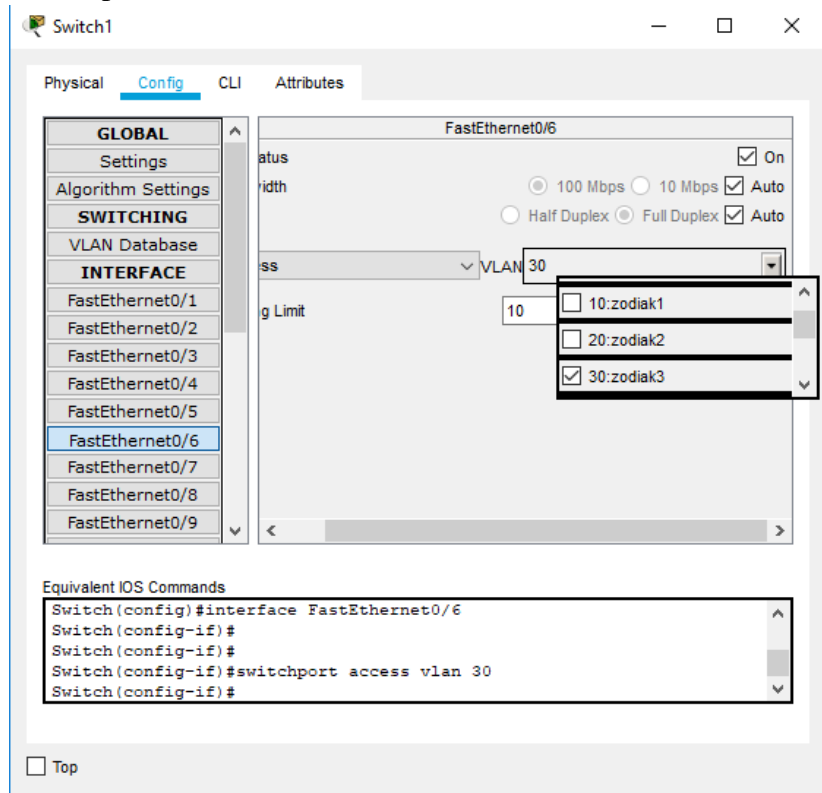 Switch1
Physical Config CLI Attributes
GLOBAL
Settings
Algorithm Settings
SWITCHING
VLAN Database
INTERFACE
FastEthernet0/1
FastEthernet0/2
FastEthernet0/3
FastEthernet0/4
FastEthernet0/5
FastEthernet0/6
FastEthernet0/7
FastEthernet0/8
FastEthernet0/9
FastEthernet0/6
atus On
idth 100 Mbps 10 Mbps Auto
Half Duplex Full Duplex Auto
ss VLAN 30
g Limit 10
10:zodiak1
20:zodiak2
30:zodiak3
Equivalent IOS Commands
Switch(config)#interface FastEthernet0/6
Switch(config-if)#
Switch(config-if)#
Switch(config-if)#switchport access vlan 30
Switch(config-if)#
Top